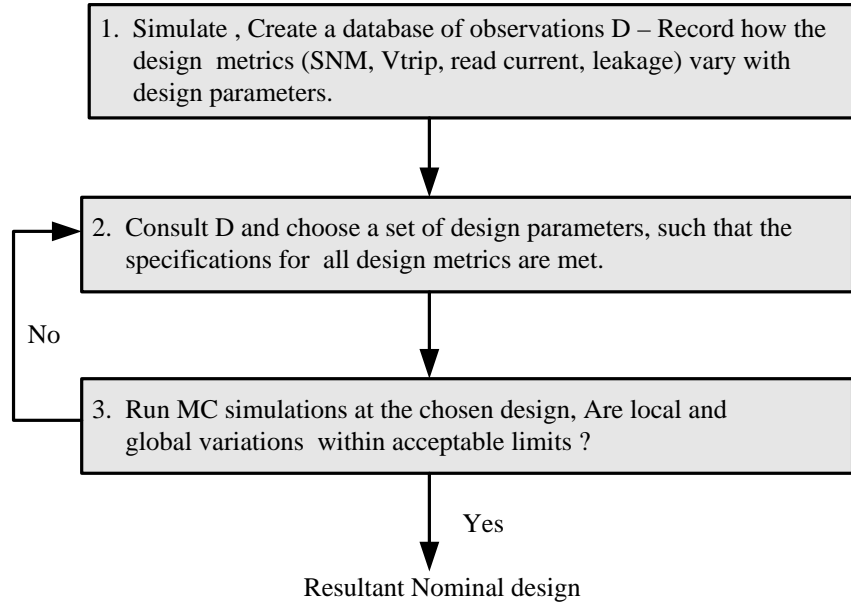 1. Simulate , Create a database of observations D – Record how the
design metrics (SNM, Vtrip, read current, leakage) vary with
design parameters.
2. Consult D and choose a set of design parameters, such that the
specifications for all design metrics are met.
No
3. Run MC simulations at the chosen design, Are local and
global variations within acceptable limits ?
Yes
Resultant Nominal design